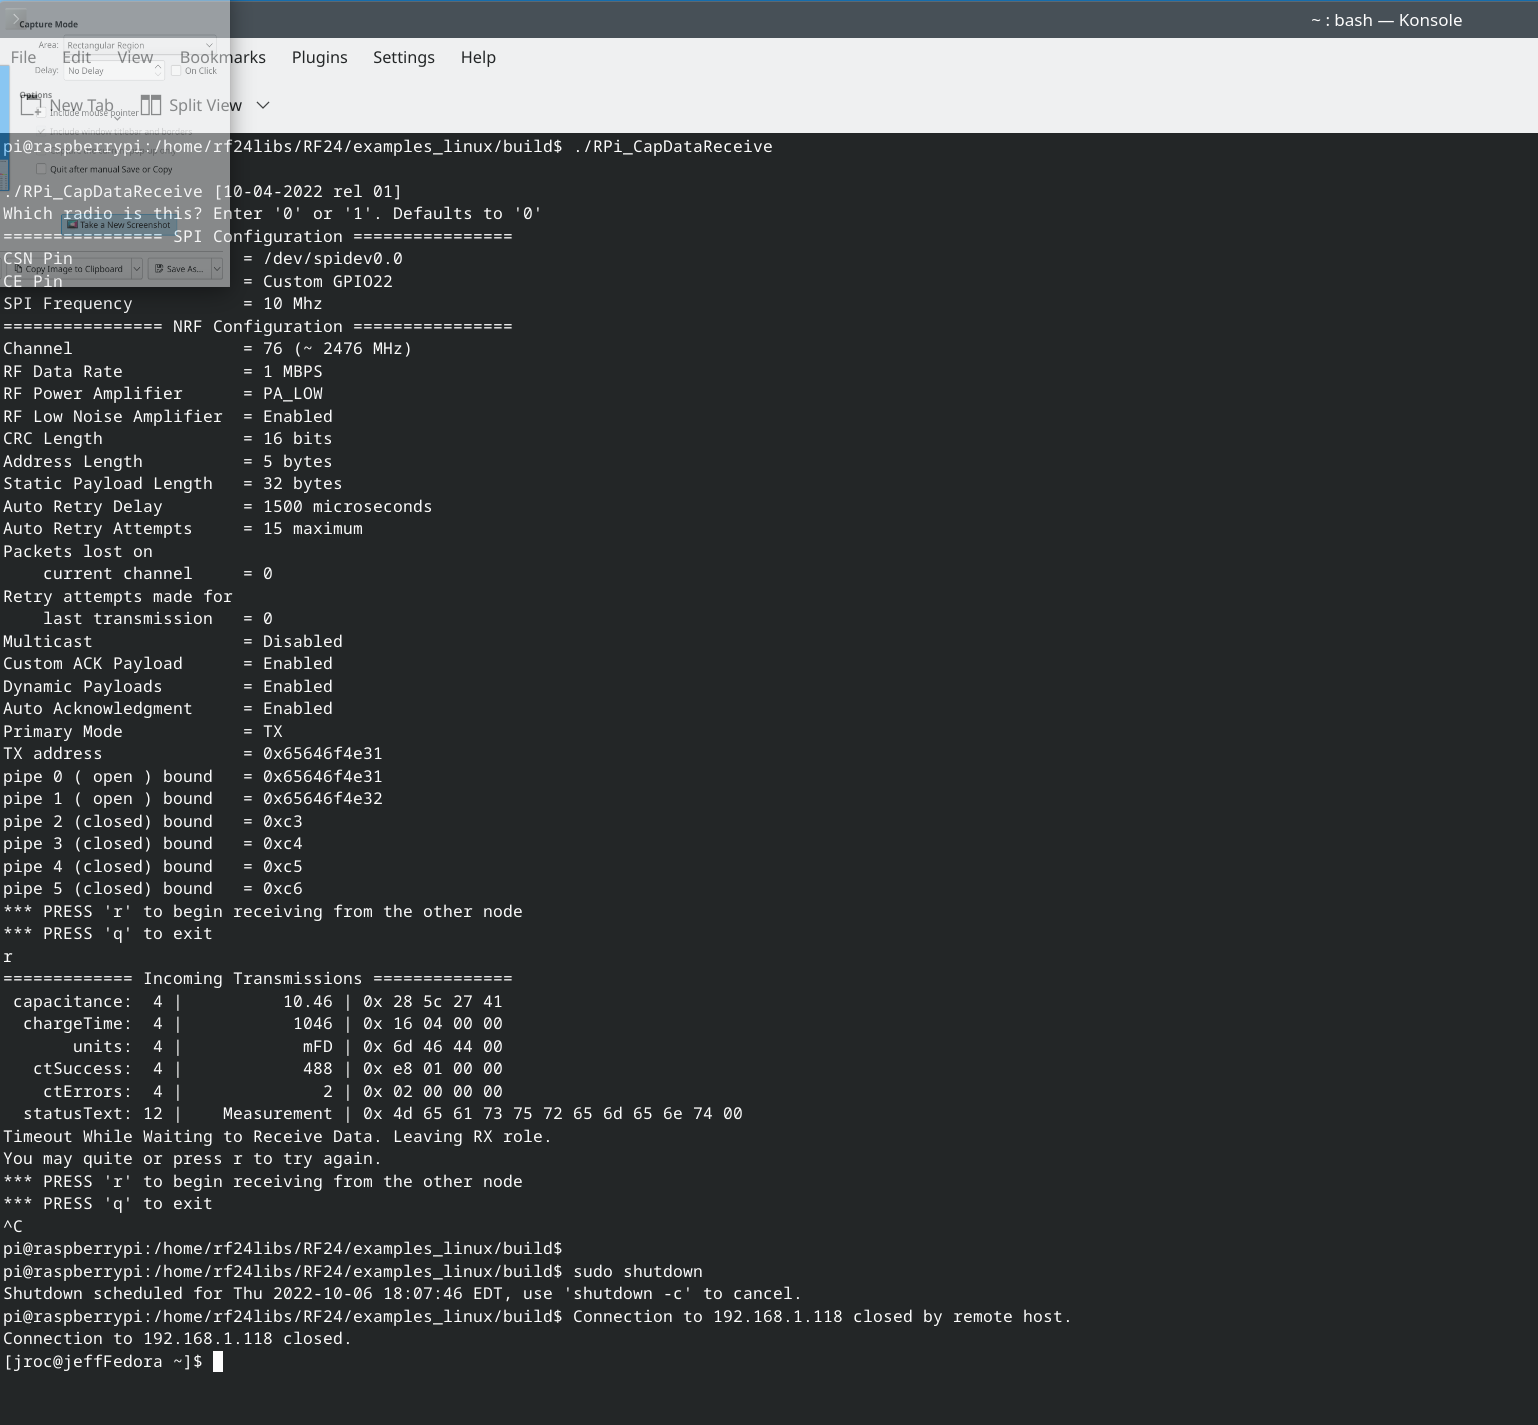 ~ : bash — Konsole
Capture Mode
Area: Rectangular Region
File Edit View Bookmarks Plugins Settings Help
Delay: No Delay On Click
Options
New Tab Split View
Include mouse pointer
Include window titlebar and borders
pi@raspberrypi:/home/rf24libs/RF24/examples_linux/build$ ./RPi_CapDataReceive
Quit after manual Save or Copy
./RPi_CapDataReceive [10-04-2022 rel 01]
Which radio is this? Enter '0' or '1'. Defaults to '0'
Take a New Screenshot
================ SPI Configuration ================
CSN Pin = /dev/spidev0.0
Copy Image to Clipboard Save As...
CE Pin = Custom GPIO22
SPI Frequency = 10 Mhz
================ NRF Configuration ================
Channel = 76 (~ 2476 MHz)
RF Data Rate = 1 MBPS
RF Power Amplifier = PA_LOW
RF Low Noise Amplifier = Enabled
CRC Length = 16 bits
Address Length = 5 bytes
Static Payload Length = 32 bytes
Auto Retry Delay = 1500 microseconds
Auto Retry Attempts = 15 maximum
Packets lost on
current channel = 0
Retry attempts made for
last transmission = 0
Multicast = Disabled
Custom ACK Payload = Enabled
Dynamic Payloads = Enabled
Auto Acknowledgment = Enabled
Primary Mode = TX
TX address = 0x65646f4e31
pipe 0 ( open ) bound = 0x65646f4e31
pipe 1 ( open ) bound = 0x65646f4e32
pipe 2 (closed) bound = 0xc3
pipe 3 (closed) bound = 0xc4
pipe 4 (closed) bound = 0xc5
pipe 5 (closed) bound = 0xc6
*** PRESS 'r' to begin receiving from the other node
*** PRESS 'q' to exit
r
============= Incoming Transmissions ==============
capacitance: 4 | 10.46 | 0x 28 5c 27 41
chargeTime: 4 | 1046 | 0x 16 04 00 00
units: 4 | mFD | 0x 6d 46 44 00
ctSuccess: 4 | 488 | 0x e8 01 00 00
ctErrors: 4 | 2 | 0x 02 00 00 00
statusText: 12 | Measurement | 0x 4d 65 61 73 75 72 65 6d 65 6e 74 00
Timeout While Waiting to Receive Data. Leaving RX role.
You may quite or press r to try again.
*** PRESS 'r' to begin receiving from the other node
*** PRESS 'q' to exit
^C
pi@raspberrypi:/home/rf24libs/RF24/examples_linux/build$
pi@raspberrypi:/home/rf24libs/RF24/examples_linux/build$ sudo shutdown
Shutdown scheduled for Thu 2022-10-06 18:07:46 EDT, use 'shutdown -c' to cancel.
pi@raspberrypi:/home/rf24libs/RF24/examples_linux/build$ Connection to 192.168.1.118 closed by remote host.
Connection to 192.168.1.118 closed.
[jroc@jeffFedora ~]$